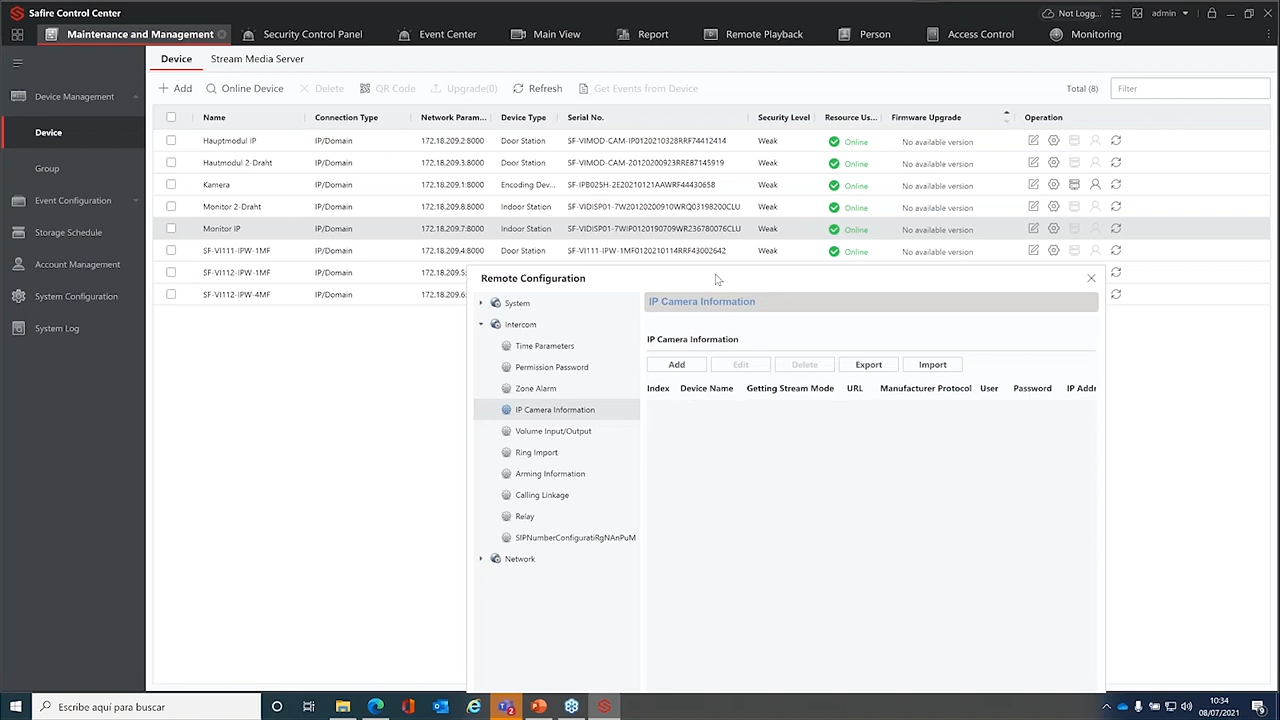 Safire Control Center
Not Logg...
admin
Maintenance and Management
Security Control Panel
Event Center
Main View
Report
Remote Playback
Person
Access Control
Monitoring
Device
Stream Media Server
Device Management
Device
Group
Event Configuration
Storage Schedule
Account Management
System Configuration
System Log
Add
Online Device
Delete
QR Code
Upgrade(0)
Refresh
Get Events from Device
Total (8)
Filter
Name Connection Type Network Param... Device Type Serial No. Security Level Resource Us... Firmware Upgrade Operation
Hauptmodul IP IP/Domain 172.18.209.2:8000 Door Station SF-VIMOD-CAM-IP0120210328RRF74412414 Weak Online No available version
Hautmodul 2-Draht IP/Domain 172.18.209.3:8000 Door Station SF-VIMOD-CAM-20120200923RRE87145919 Weak Online No available version
Kamera IP/Domain 172.18.209.1:8000 Encoding Dev... SF-IPB025H-2E20210121AAWRF44430658 Weak Online No available version
Monitor 2-Draht IP/Domain 172.18.209.8:8000 Indoor Station SF-VIDISP01-7W20120200910WRQ03198200CLU Weak Online No available version
Monitor IP IP/Domain 172.18.209.7:8000 Indoor Station SF-VIDISP01-7WIP0120190709WR236780076CLU Weak Online No available version
SF-VI111-IPW-1MF IP/Domain 172.18.209.4:8000 Door Station SF-VI111-IPW-1MF0120210114RRF43002642 Weak Online No available version
SF-VI112-IPW-1MF IP/Domain 172.18.209.5:
SF-VI112-IPW-4MF IP/Domain 172.18.209.6:
Remote Configuration
System
Intercom
Time Parameters
Permission Password
Zone Alarm
IP Camera Information
Volume Input/Output
Ring Import
Arming Information
Calling Linkage
Relay
SIPNumberConfiguratiRgNAnPuM
Network
IP Camera Information
IP Camera Information
Add Edit Delete Export Import
Index Device Name Getting Stream Mode URL Manufacturer Protocol User Password IP Addr
Escribe aquí para buscar
2
10:34
08/07/2021